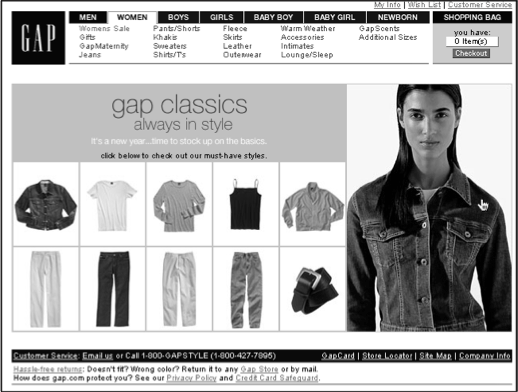 My Info | Wish List | Customer Service
GAP
MEN WOMEN BOYS GIRLS BABY BOY BABY GIRL NEWBORN SHOPPING BAG
Womens Sale Pants/Shorts Fleece Warm Weather GapScents
Gifts Khakis Skirts Accessories Additional Sizes
GapMaternity Sweaters Leather Intimates
Jeans Shirts/T's Outerwear Lounge/Sleep
you have:
0 Item(s)
Checkout
gap classics
always in style
It's a new year...time to stock up on the basics.
click below to check out our must-have styles.
Customer Service: Email us or Call 1-800-GAPSTYLE (1-800-427-7895) GapCard | Store Locator | Site Map | Company Info
Hassle-free returns: Doesn't fit? Wrong color? Return it to any Gap Store or by mail.
How does gap.com protect you? See our Privacy Policy and Credit Card Safeguard.